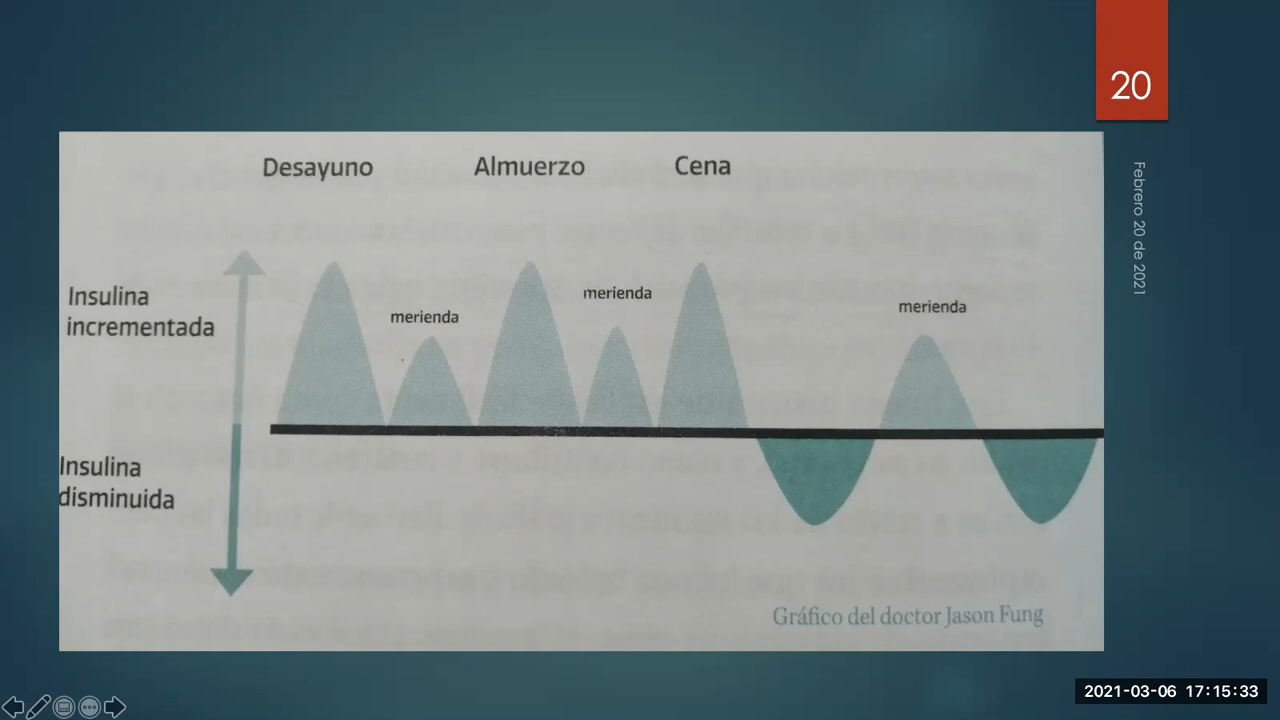 20
Febrero 20 de 2021
Desayuno
Almuerzo
Cena
Insulina
incrementada
merienda
merienda
merienda
Insulina
disminuida
Gráfico del doctor Jason Fung
2021-03-06 17:15:33